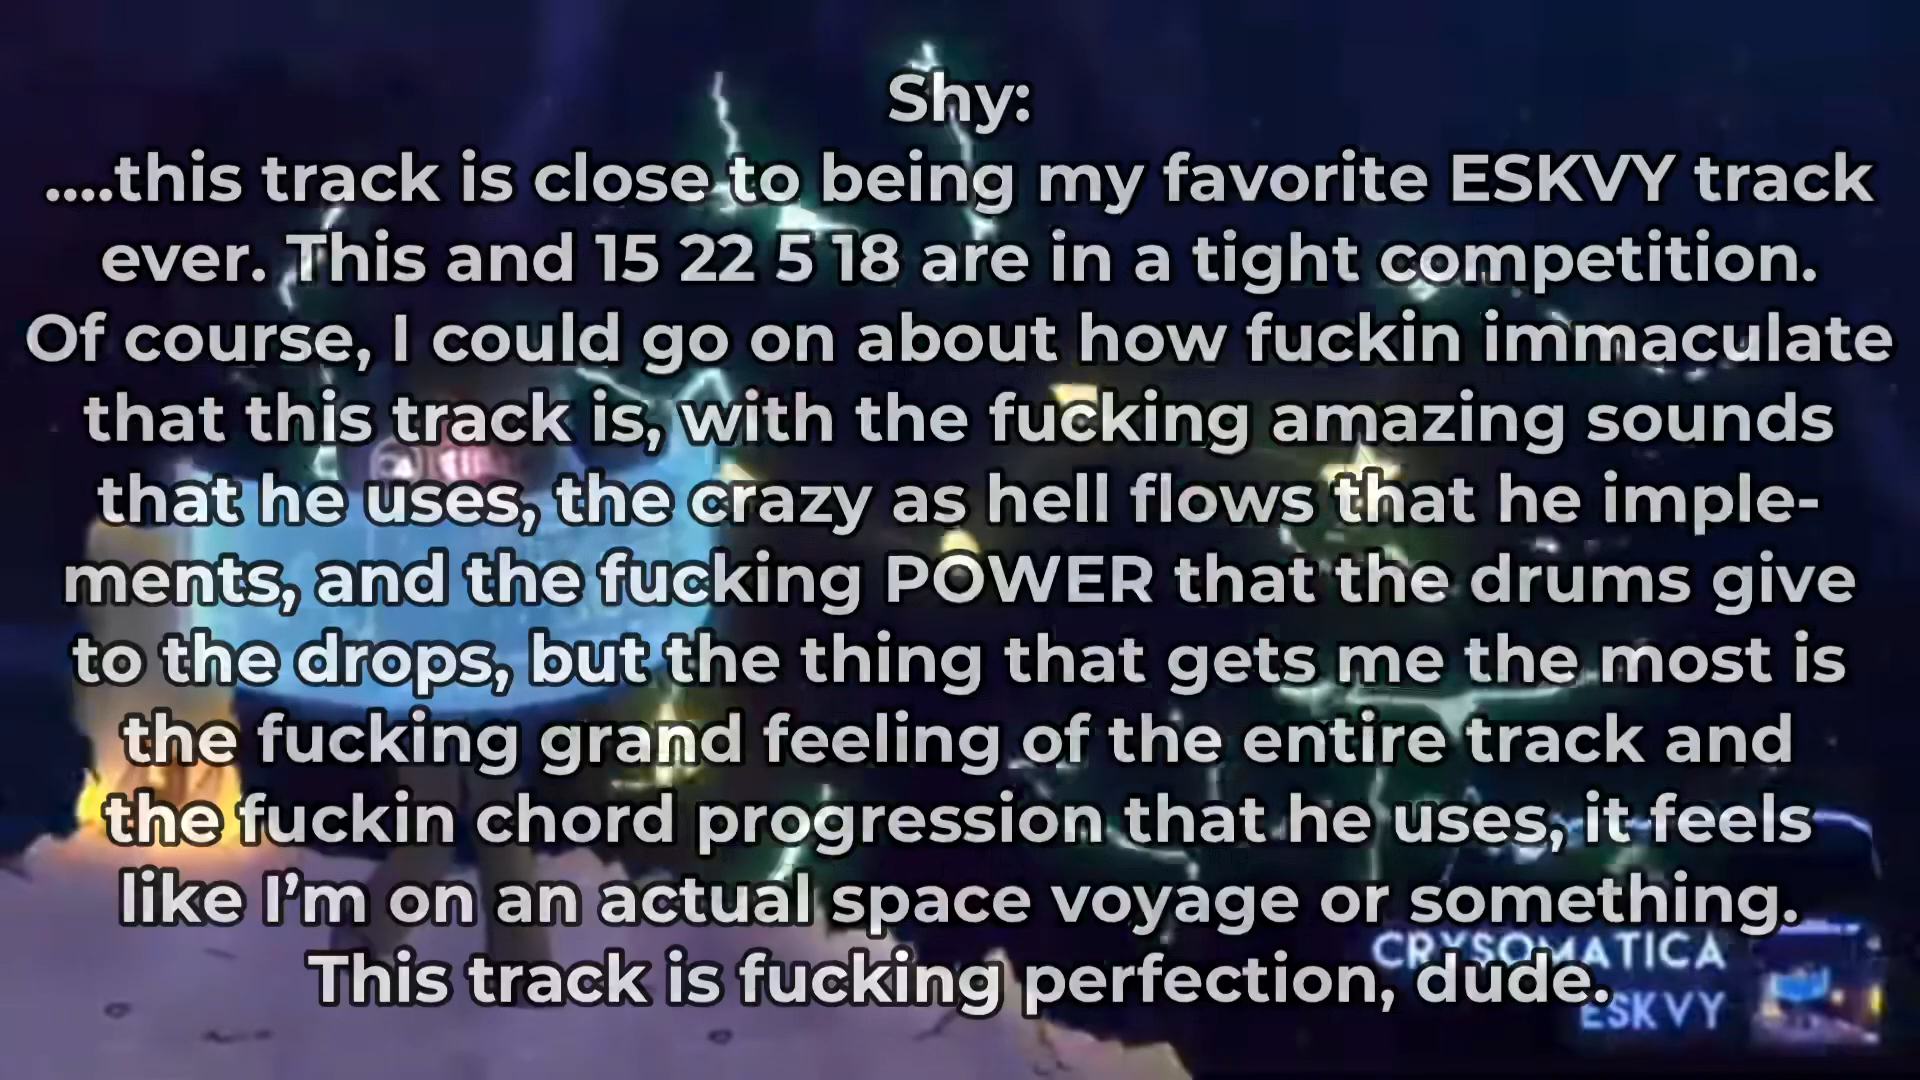 Shy:
....this track is close to being my favorite ESKVY track
ever. This and 15 22 5 18 are in a tight competition.
Of course, I could go on about how fuckin immaculate
that this track is, with the fucking amazing sounds
that he uses, the crazy as hell flows that he imple-
ments, and the fucking POWER that the drums give
to the drops, but the thing that gets me the most is
the fucking grand feeling of the entire track and
the fuckin chord progression that he uses, it feels
like I’m on an actual space voyage or something.
This track is fucking perfection, dude.
CRYSOMATICA
ESKVY